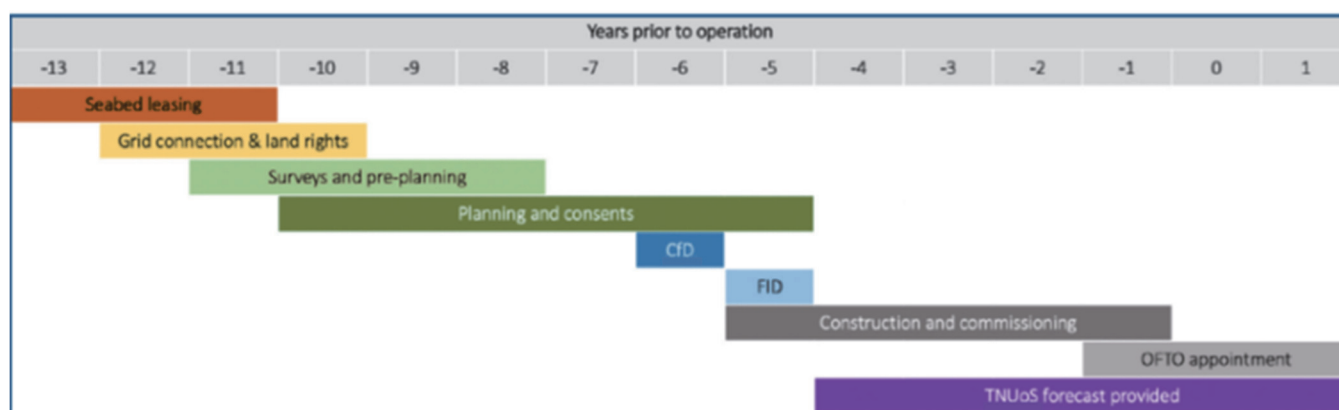 Years prior to operation
-13 -12 -11 -10 -9 -8 -7 -6 -5 -4 -3 -2 -1 0 1
Seabed leasing
Grid connection & land rights
Surveys and pre-planning
Planning and consents
CfD
FID
Construction and commissioning
OFTO appointment
TNUoS forecast provided